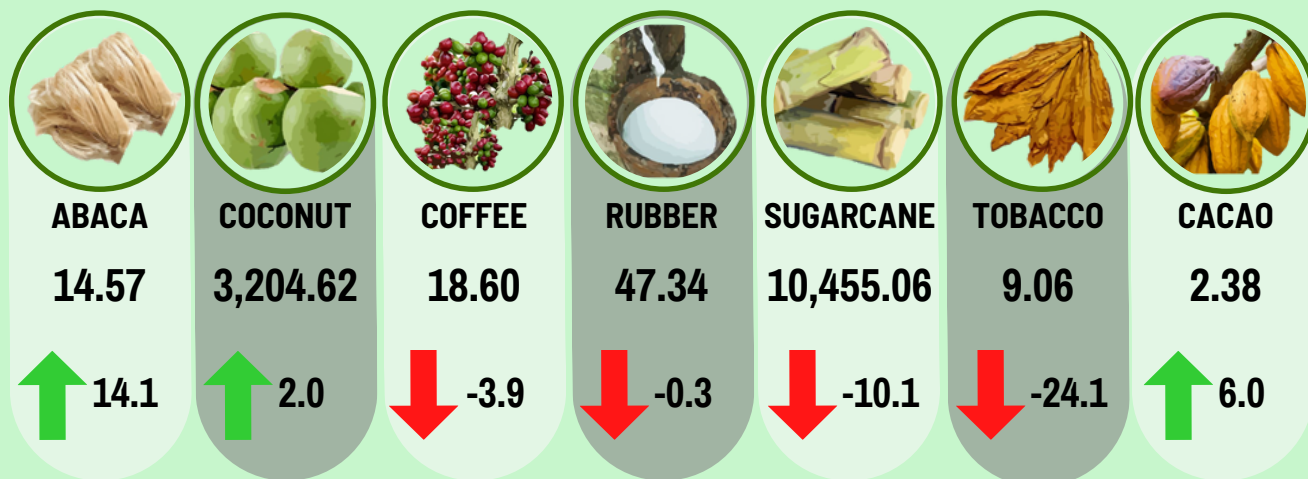 ABACA COCONUT COFFEE RUBBER SUGARCANE TOBACCO CACAO
14.57 3,204.62 18.60 47.34 10,455.06 9.06 2.38
14.1 2.0 -3.9 -0.3 -10.1 -24.1 6.0